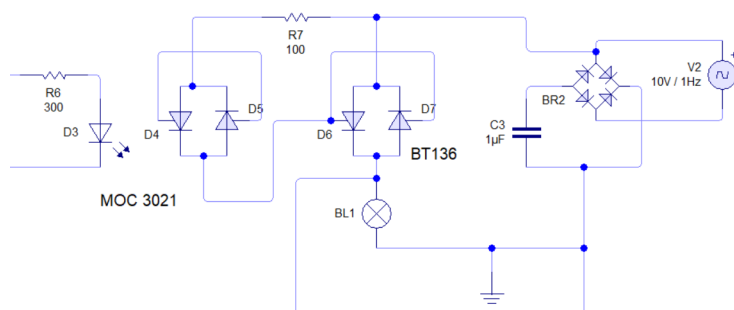 R7
100
R6
300
D3
D4
D5
D6
D7
MOC 3021
BT136
BL1
C3
1µF
BR2
V2
10V / 1Hz
+